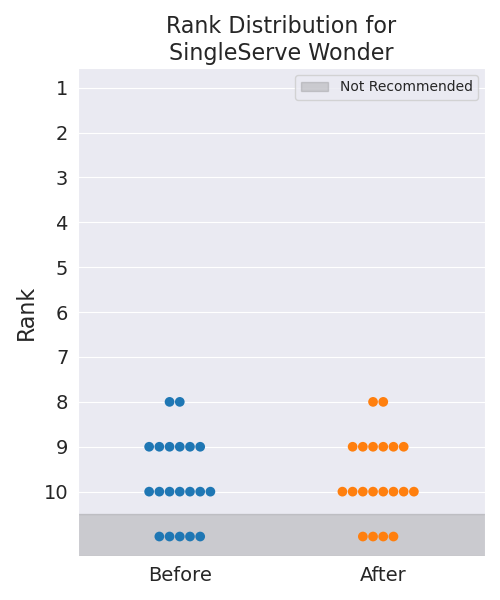 Rank Distribution for
SingleServe Wonder
Not Recommended
1
2
3
4
5
6
7
8
9
10
Rank
Before
After